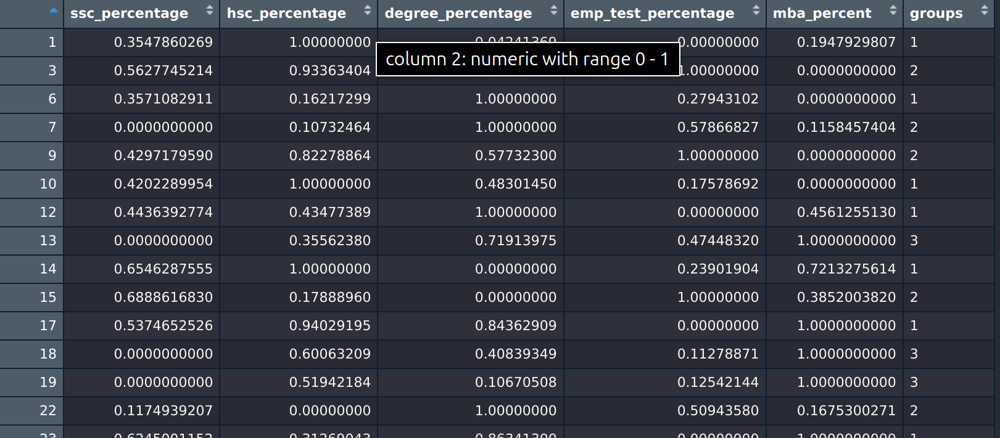 ssc_percentage hsc_percentage degree_percentage emp_test_percentage mba_percent groups
1 0.3547860269 1.00000000 0.04241369 0.00000000 0.1947929807 1
column 2: numeric with range 0 - 1
3 0.5627745214 0.93363404 1.00000000 0.0000000000 2
6 0.3571082911 0.16217299 1.00000000 0.27943102 0.0000000000 1
7 0.0000000000 0.10732464 1.00000000 0.57866827 0.1158457404 2
9 0.4297179590 0.82278864 0.57732300 1.00000000 0.0000000000 2
10 0.4202289954 1.00000000 0.48301450 0.17578692 0.0000000000 1
12 0.4436392774 0.43477389 1.00000000 0.00000000 0.4561255130 1
13 0.0000000000 0.35562380 0.71913975 0.47448320 1.0000000000 3
14 0.6546287555 1.00000000 0.00000000 0.23901904 0.7213275614 1
15 0.6888616830 0.17888960 0.00000000 1.00000000 0.3852003820 2
17 0.5374652526 0.94029195 0.84362909 0.00000000 1.0000000000 1
18 0.0000000000 0.60063209 0.40839349 0.11278871 1.0000000000 3
19 0.0000000000 0.51942184 0.10670508 0.12542144 1.0000000000 3
22 0.1174939207 0.00000000 1.00000000 0.50943580 0.1675300271 2